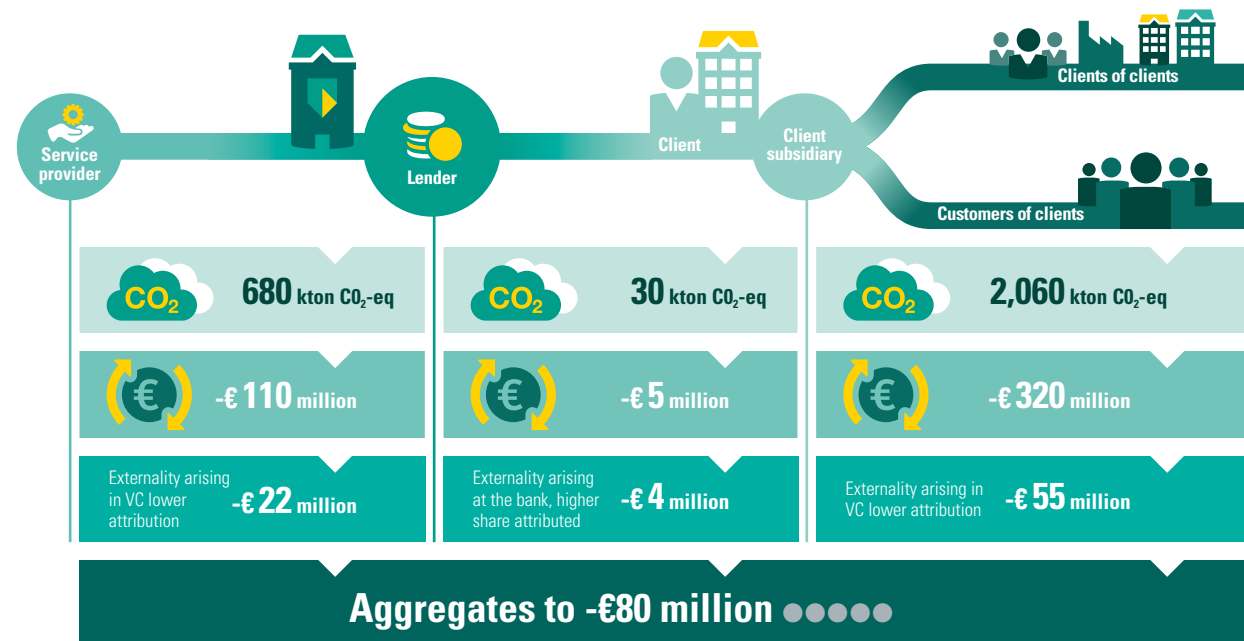 Service
provider
Lender
Client
Client
subsidiary
Clients of clients
Customers of clients
CO₂
680 kton CO₂-eq
CO₂
30 kton CO₂-eq
CO₂
2,060 kton CO₂-eq
€
-€ 110 million
€
-€ 5 million
€
-€ 320 million
Externality arising
in VC lower
attribution
-€ 22 million
Externality arising
at the bank, higher
share attributed
-€ 4 million
Externality arising in
VC lower attribution
-€ 55 million
Aggregates to -€80 million